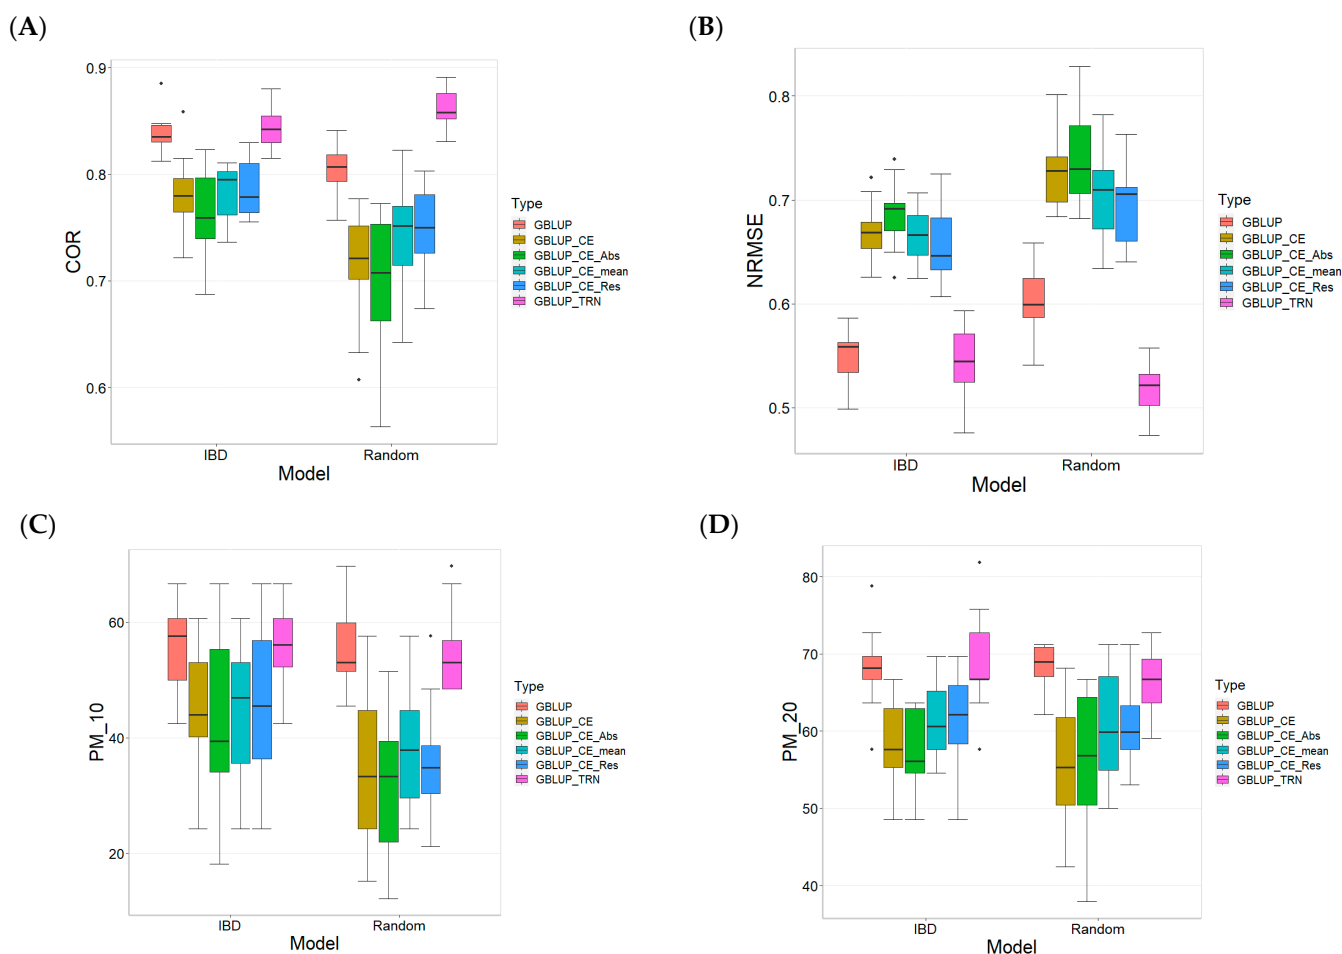 (A)
0.9
0.8
0.7
0.6
COR
IBD
Random
Model
Type
GBLUP
GBLUP_CE
GBLUP_CE_Abs
GBLUP_CE_mean
GBLUP_CE_Res
GBLUP_TRN
(B)
0.8
0.7
0.6
0.5
NRMSE
IBD
Random
Model
Type
GBLUP
GBLUP_CE
GBLUP_CE_Abs
GBLUP_CE_mean
GBLUP_CE_Res
GBLUP_TRN
(C)
60
40
20
PM_10
IBD
Random
Model
Type
GBLUP
GBLUP_CE
GBLUP_CE_Abs
GBLUP_CE_mean
GBLUP_CE_Res
GBLUP_TRN
(D)
80
70
60
50
40
PM_20
IBD
Random
Model
Type
GBLUP
GBLUP_CE
GBLUP_CE_Abs
GBLUP_CE_mean
GBLUP_CE_Res
GBLUP_TRN